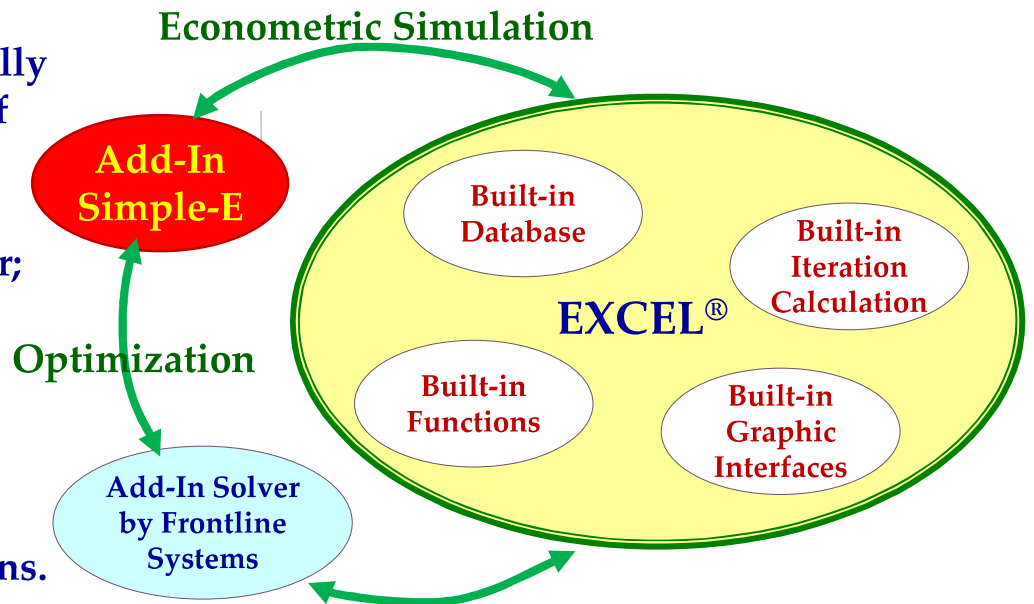 Econometric Simulation
lly
f
Add-In
Simple-E
r;
Optimization
Add-In Solver
by Frontline
Systems
ns.
Built-in
Database
Built-in
Iteration
Calculation
EXCEL®
Built-in
Functions
Built-in
Graphic
Interfaces